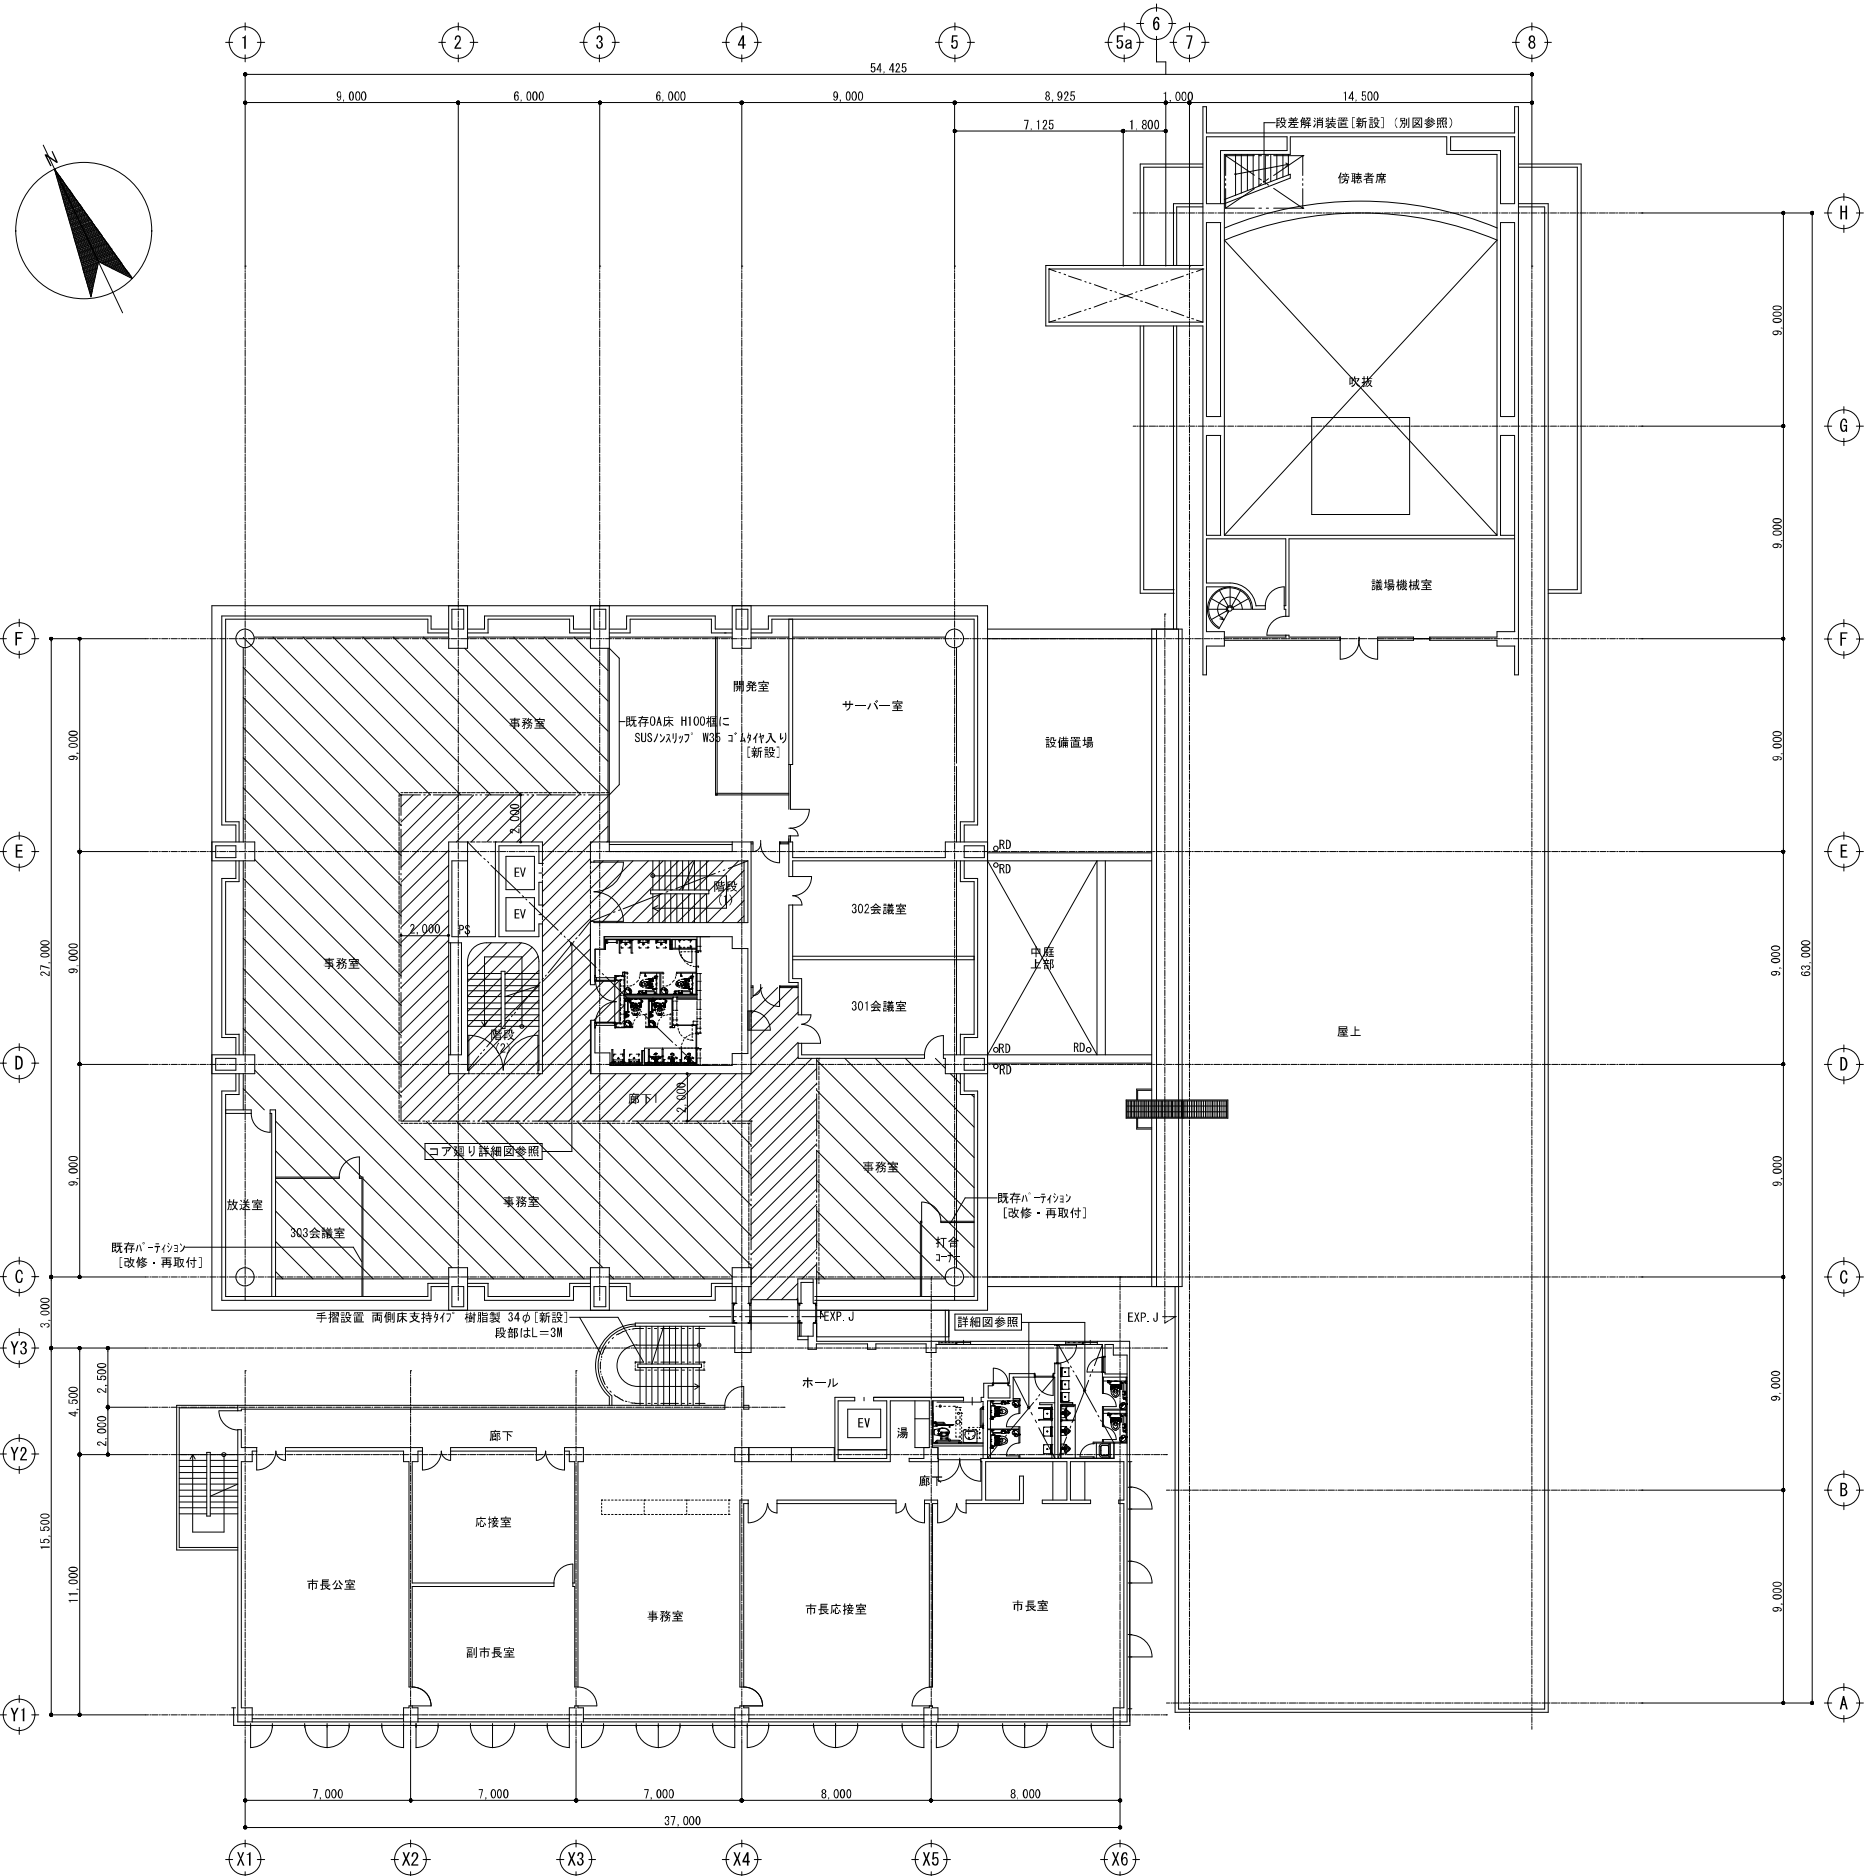 1
2
3
4
5
5a
6
7
8
54,425
9,000
6,000
6,000
9,000
8,925
1,000
14,500
7,125
1,800
N
段差解消装置[新設]（別図参照）
傍聴者席
H
9,000
吹抜
G
9,000
議場機械室
F
F
開発室
サーバー室
事務室
既存OA床 H100框に
SUSﾉﾝｽﾘｯﾌﾟ W35 ｺﾞﾑﾀｲﾔ入り
[新設]
設備置場
9,000
9,000
2,000
E
RD
E
RD
EV
EV
階段
(1)
302会議室
2,000
PS
中庭
上部
27,000
9,000
事務室
9,000
63,000
301会議室
屋上
階段
(2)
RD
RD
D
RD
D
廊下1
2,000
コア廻り詳細図参照
9,000
事務室
9,000
放送室
事務室
既存ﾊﾟｰﾃｨｼｮﾝ
[改修・再取付]
303会議室
打合
ｺｰﾅｰ
既存ﾊﾟｰﾃｨｼｮﾝ
[改修・再取付]
C
C
3,000
手摺設置 両側床支持ﾀｲﾌﾟ 樹脂製 34φ[新設]
段部はL=3M
EXP.J
詳細図参照
EXP.J
Y3
2,500
4,500
2,000
ホール
9,000
EV
湯
廊下
Y2
廊下
B
15,500
11,000
応接室
市長公室
事務室
市長応接室
市長室
9,000
副市長室
Y1
A
7,000
7,000
7,000
8,000
8,000
37,000
X1
X2
X3
X4
X5
X6